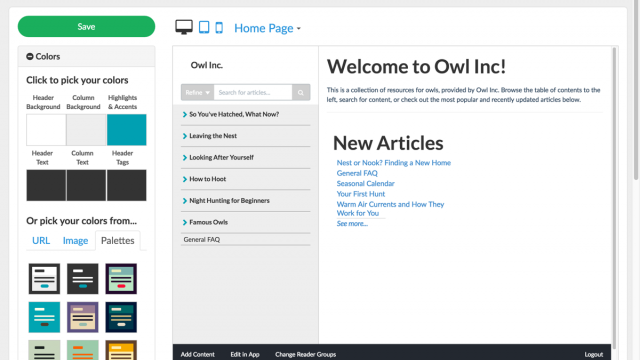 Save
Home Page
Colors
Click to pick your colors
Header Background
Column Background
Highlights & Accents
Header Text
Column Text
Header Tags
Or pick your colors from...
URL Image Palettes
Owl Inc.
Refine Search for articles...
So You've Hatched, What Now?
Leaving the Nest
Looking After Yourself
How to Hoot
Night Hunting for Beginners
Famous Owls
General FAQ
Welcome to Owl Inc!
This is a collection of resources for owls, provided by Owl Inc. Browse the table of contents to the
left, search for content, or check out the most popular and recently updated articles below.
New Articles
Nest or Nook? Finding a New Home
General FAQ
Seasonal Calendar
Your First Hunt
Warm Air Currents and How They
Work for You
See more...
Add Content Edit in App Change Reader Groups Logout